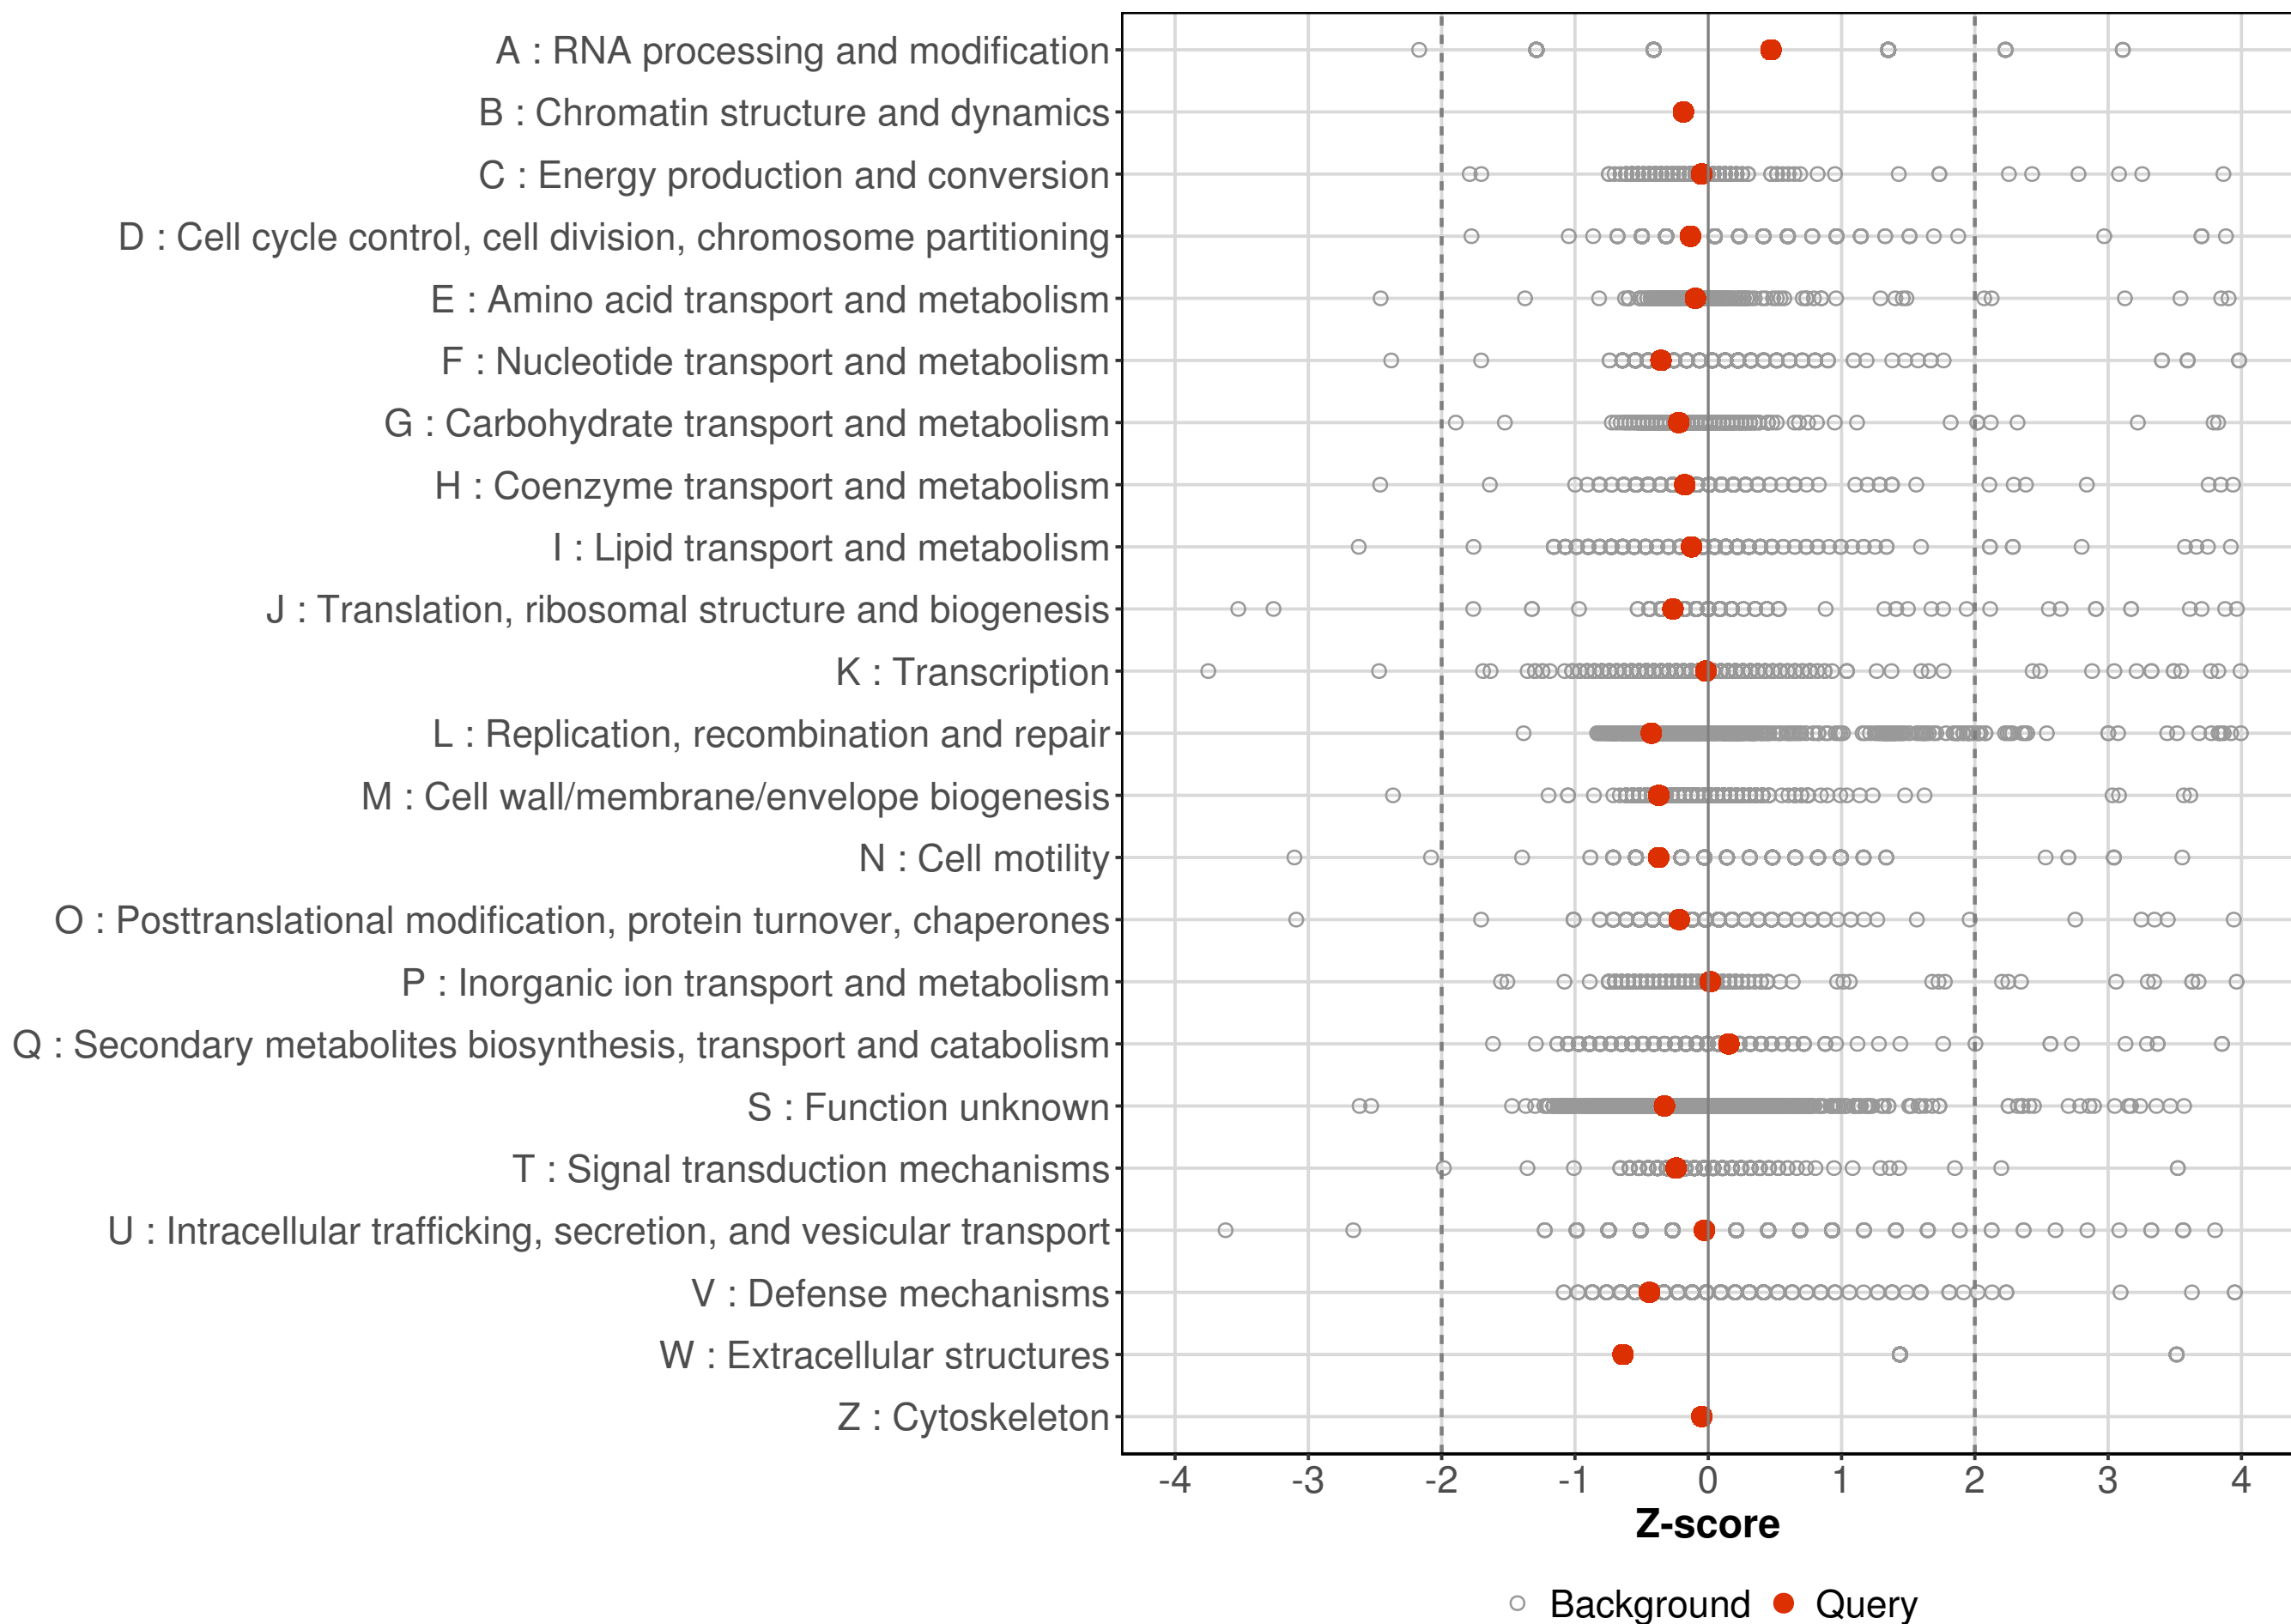 A : RNA processing and modification
B : Chromatin structure and dynamics
C : Energy production and conversion
D : Cell cycle control, cell division, chromosome partitioning
E : Amino acid transport and metabolism
F : Nucleotide transport and metabolism
G : Carbohydrate transport and metabolism
H : Coenzyme transport and metabolism
I : Lipid transport and metabolism
J : Translation, ribosomal structure and biogenesis
K : Transcription
L : Replication, recombination and repair
M : Cell wall/membrane/envelope biogenesis
N : Cell motility
O : Posttranslational modification, protein turnover, chaperones
P : Inorganic ion transport and metabolism
Q : Secondary metabolites biosynthesis, transport and catabolism
S : Function unknown
T : Signal transduction mechanisms
U : Intracellular trafficking, secretion, and vesicular transport
V : Defense mechanisms
W : Extracellular structures
Z : Cytoskeleton
-4 -3 -2 -1 0 1 2 3 4
Z-score
Background Query